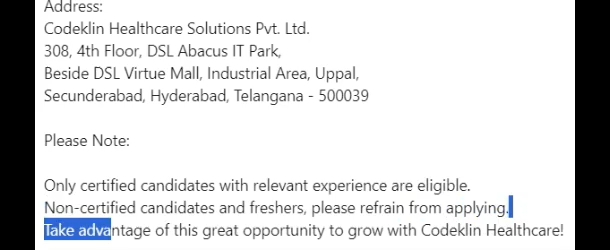 Address:
Codeklin Healthcare Solutions Pvt. Ltd.
308, 4th Floor, DSL Abacus IT Park,
Beside DSL Virtue Mall, Industrial Area, Uppal,
Secunderabad, Hyderabad, Telangana - 500039
Please Note:
Only certified candidates with relevant experience are eligible.
Non-certified candidates and freshers, please refrain from applying.
Take advantage of this great opportunity to grow with Codeklin Healthcare!